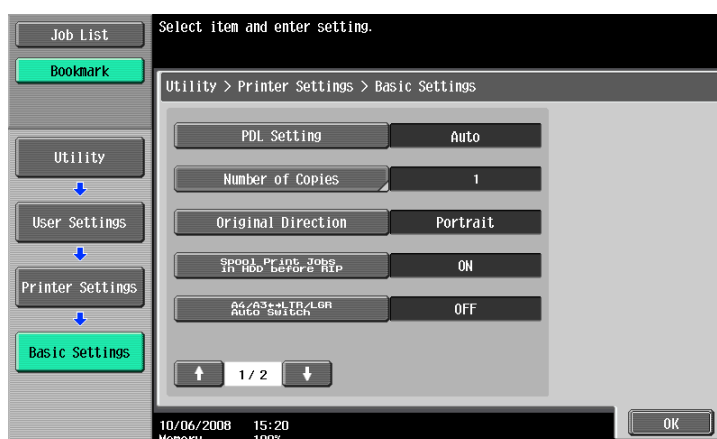 Job List
Bookmark
Utility
User Settings
Printer Settings
Basic Settings
Select item and enter setting.
Utility > Printer Settings > Basic Settings
PDL Setting
Auto
Number of Copies
1
Original Direction
Portrait
Spool Print Jobs
in HDD before RIP
ON
A4/A3↔LTR/LGR
Auto Switch
OFF
1/ 2
10/06/2008 15:20
Memory 100%
OK